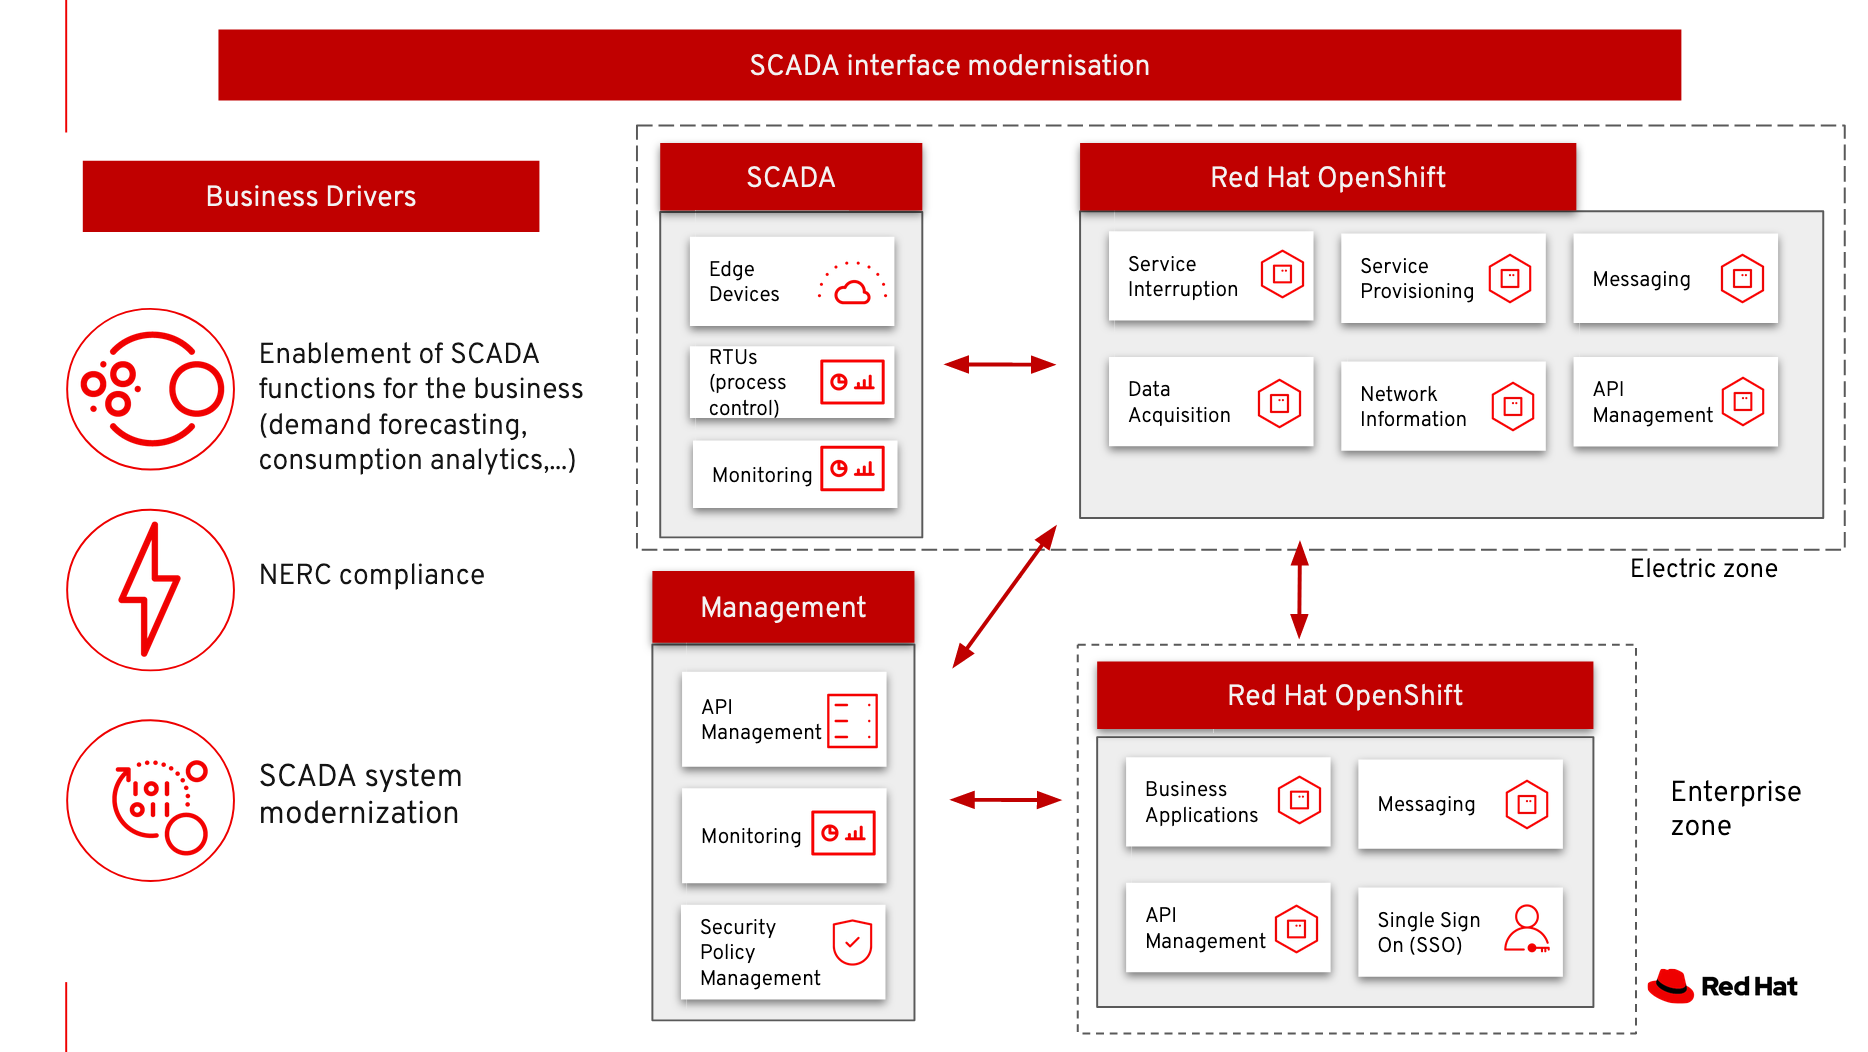 SCADA interface modernisation
Business Drivers
Enablement of SCADA
functions for the business
(demand forecasting,
consumption analytics,...)
NERC compliance
SCADA system
modernization
SCADA
Edge
Devices
RTUs
(process
control)
Monitoring
Red Hat OpenShift
Service
Interruption
Service
Provisioning
Messaging
Data
Acquisition
Network
Information
API
Management
Electric zone
Management
API
Management
Monitoring
Security
Policy
Management
Red Hat OpenShift
Business
Applications
Messaging
API
Management
Single Sign
On (SSO)
Enterprise
zone
Red Hat